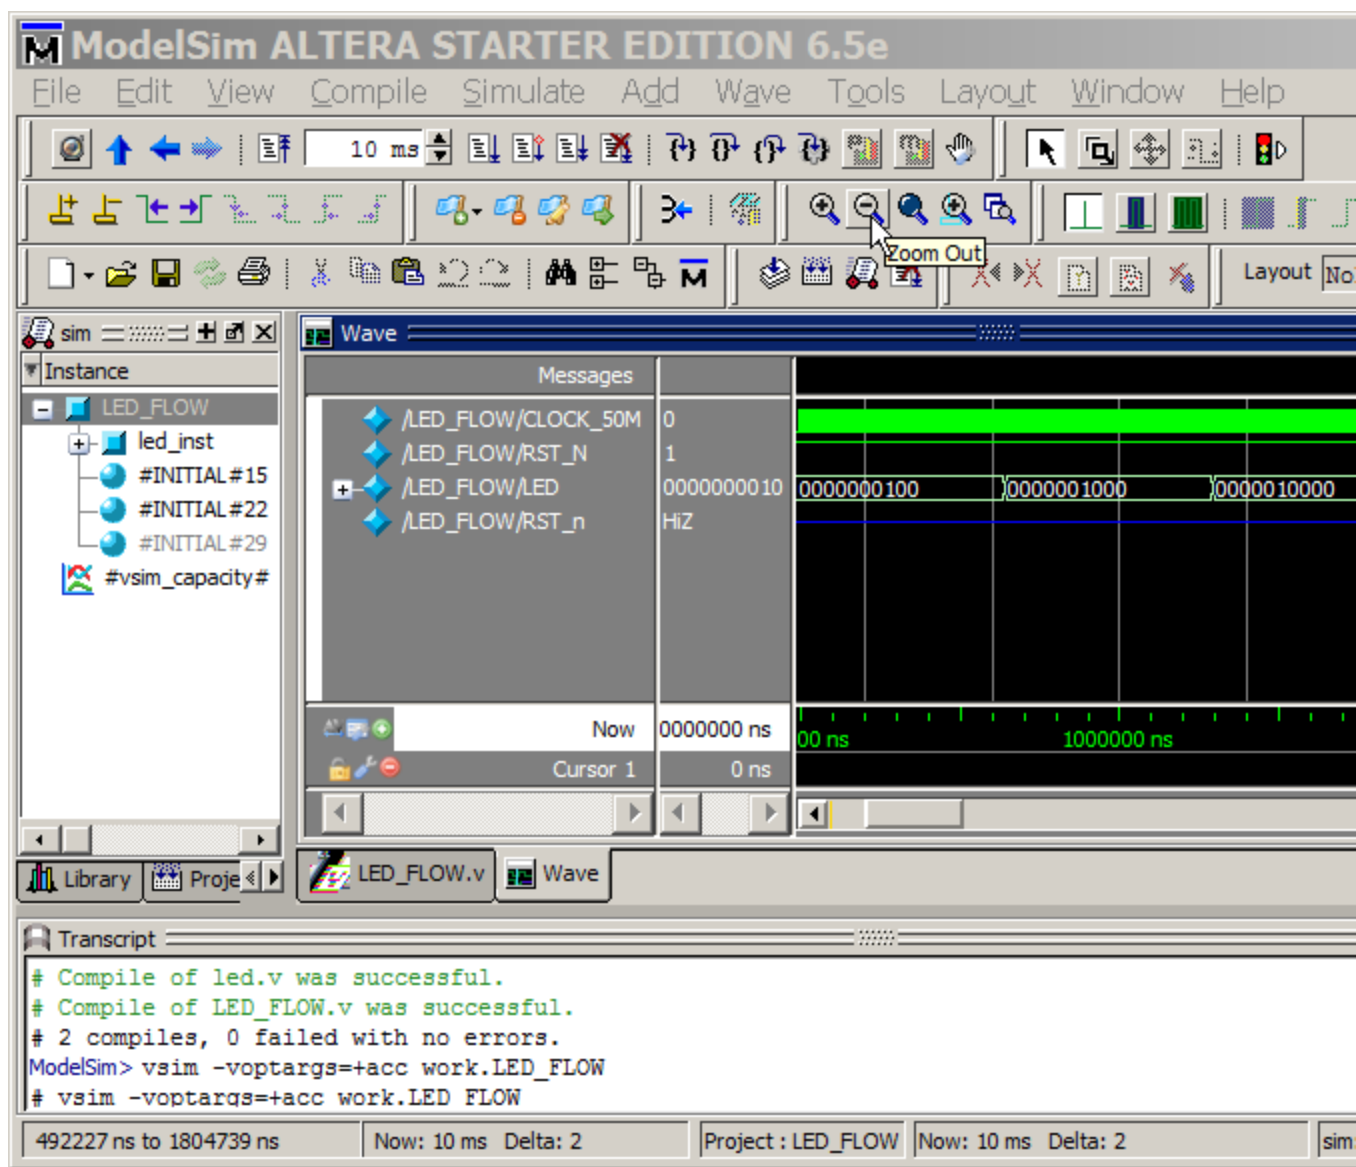 ModelSim ALTERA STARTER EDITION 6.5e
File Edit View Compile Simulate Add Wave Tools Layout Window Help
10 ms
Zoom Out
Layout No
sim
Wave
Instance
Messages
LED_FLOW
led_inst
#INITIAL#15
#INITIAL#22
#INITIAL#29
#vsim_capacity#
/LED_FLOW/CLOCK_50M 0
/LED_FLOW/RST_N 1
/LED_FLOW/LED 0000000010 0000000100 0000001000 0000010000
/LED_FLOW/RST_n HiZ
Now 0000000 ns 00 ns 1000000 ns
Cursor 1 0 ns
Library Proje LED_FLOW.v Wave
Transcript
# Compile of led.v was successful.
# Compile of LED_FLOW.v was successful.
# 2 compiles, 0 failed with no errors.
ModelSim> vsim -voptargs=+acc work.LED_FLOW
# vsim -voptargs=+acc work.LED_FLOW
492227 ns to 1804739 ns Now: 10 ms Delta: 2 Project : LED_FLOW Now: 10 ms Delta: 2 sim